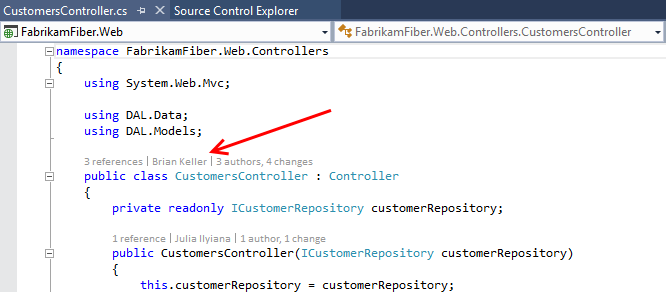 CustomersController.cs Source Control Explorer
FabrikamFiber.Web FabrikamFiber.Web.Controllers.CustomersController
namespace FabrikamFiber.Web.Controllers
{
using System.Web.Mvc;
using DAL.Data;
using DAL.Models;
3 references | Brian Keller | 3 authors, 4 changes
public class CustomersController : Controller
{
private readonly ICustomerRepository customerRepository;
1 reference | Julia Ilyiana | 1 author, 1 change
public CustomersController(ICustomerRepository customerRepository)
{
this.customerRepository = customerRepository;